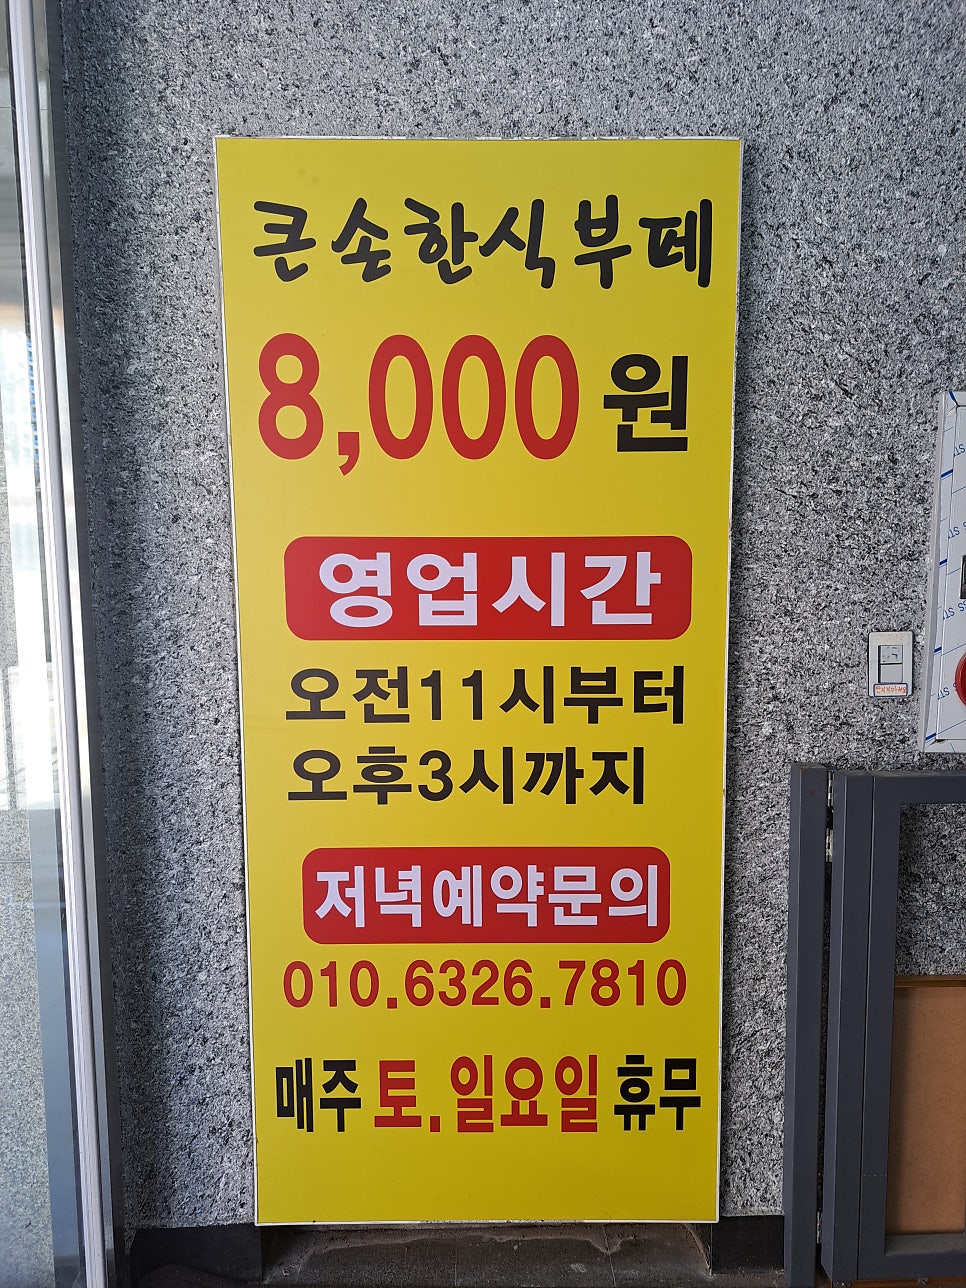 큰손한식부페
8,000원
영업시간
오전11시부터
오후3시까지
저녁예약문의
010.6326.7810
매주 토,일요일 휴무